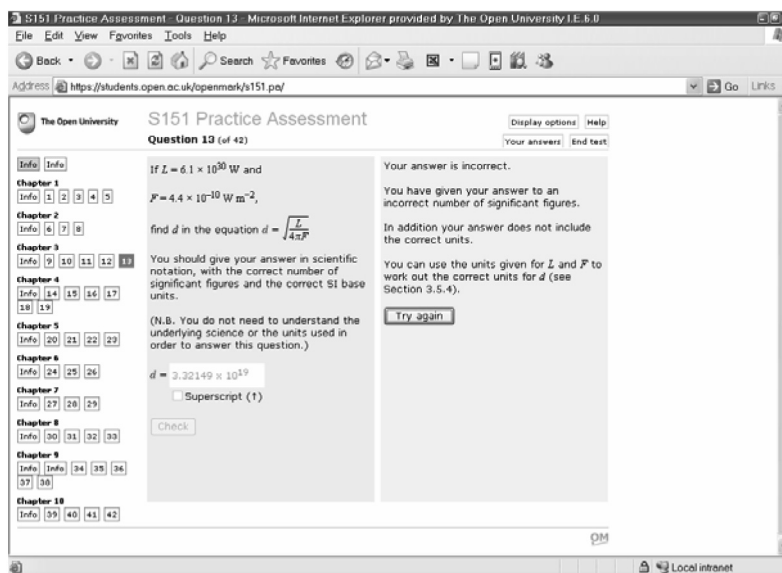 S151 Practice Assessment - Question 13 - Microsoft Internet Explorer provided by The Open University I.E.6.0
File Edit View Favorites Tools Help
Back Search Favorites
Address https://students.open.ac.uk/openmark/s151.pa/ Go Links
The Open University
S151 Practice Assessment
Question 13 (of 42)
Display options Help
Your answers End test
Info Info
Chapter 1
Info 1 2 3 4 5
Chapter 2
Info 6 7 8
Chapter 3
Info 9 10 11 12 13
Chapter 4
Info 14 15 16 17
18 19
Chapter 5
Info 20 21 22 23
Chapter 6
Info 24 25 26
Chapter 7
Info 27 28 29
Chapter 8
Info 30 31 32 33
Chapter 9
Info Info 34 35 36
37 38
Chapter 10
Info 39 40 41 42
If L = 6.1 × 10³⁰ W and
F = 4.4 × 10⁻¹⁰ W m⁻²,
find d in the equation d = √(L/4πF)
You should give your answer in scientific
notation, with the correct number of
significant figures and the correct SI base
units.
(N.B. You do not need to understand the
underlying science or the units used in
order to answer this question.)
d = 3.32149 × 10¹⁹
Superscript (↑)
Check
Your answer is incorrect.
You have given your answer to an
incorrect number of significant figures.
In addition your answer does not include
the correct units.
You can use the units given for L and F to
work out the correct units for d (see
Section 3.5.4).
Try again
OM
Local intranet